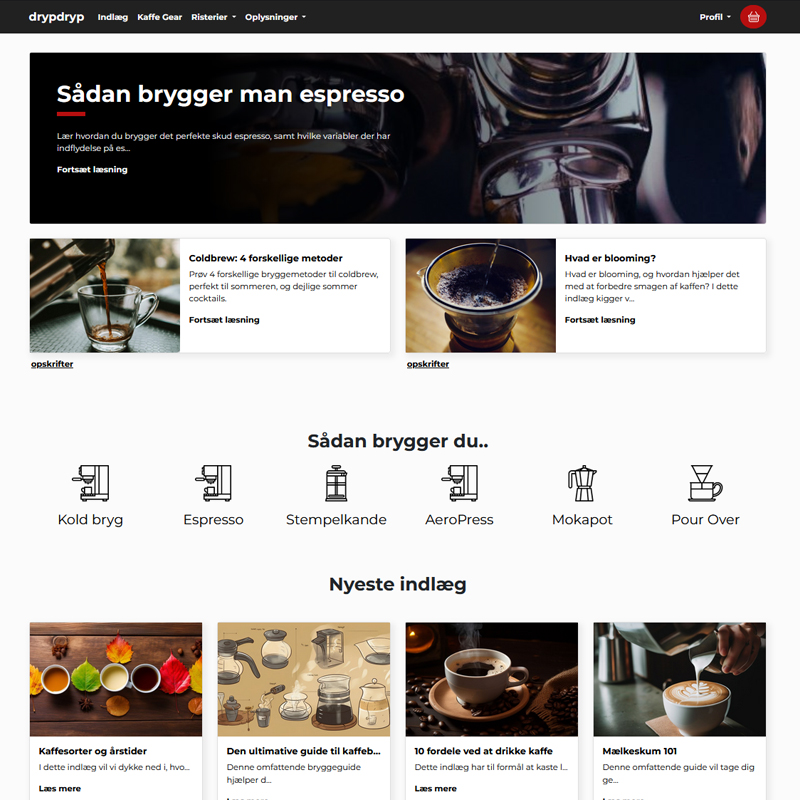 drypdryp Indlæg Kaffe Gear Risterier Oplysninger Profil
Sådan brygger man espresso
Lær hvordan du brygger det perfekte skud espresso, samt hvilke variabler der har
indflydelse på es...
Fortsæt læsning
Coldbrew: 4 forskellige metoder
Prøv 4 forskellige bryggemetoder til coldbrew,
perfekt til sommeren, og dejlige sommer
cocktails.
Fortsæt læsning
opskrifter
Hvad er blooming?
Hvad er blooming, og hvordan hjælper det
med at forbedre smagen af kaffen? I dette
indlæg kigger v...
Fortsæt læsning
opskrifter
Sådan brygger du..
Kold bryg Espresso Stempelkande AeroPress Mokapot Pour Over
Nyeste indlæg
Kaffesorter og årstider
I dette indlæg vil vi dykke ned i, hvo...
Læs mere
Den ultimative guide til kaffeb...
Denne omfattende bryggeguide
hjælper d...
10 fordele ved at drikke kaffe
Dette indlæg har til formål at kaste l...
Læs mere
Mælkeskum 101
Denne omfattende guide vil tage dig
ge...